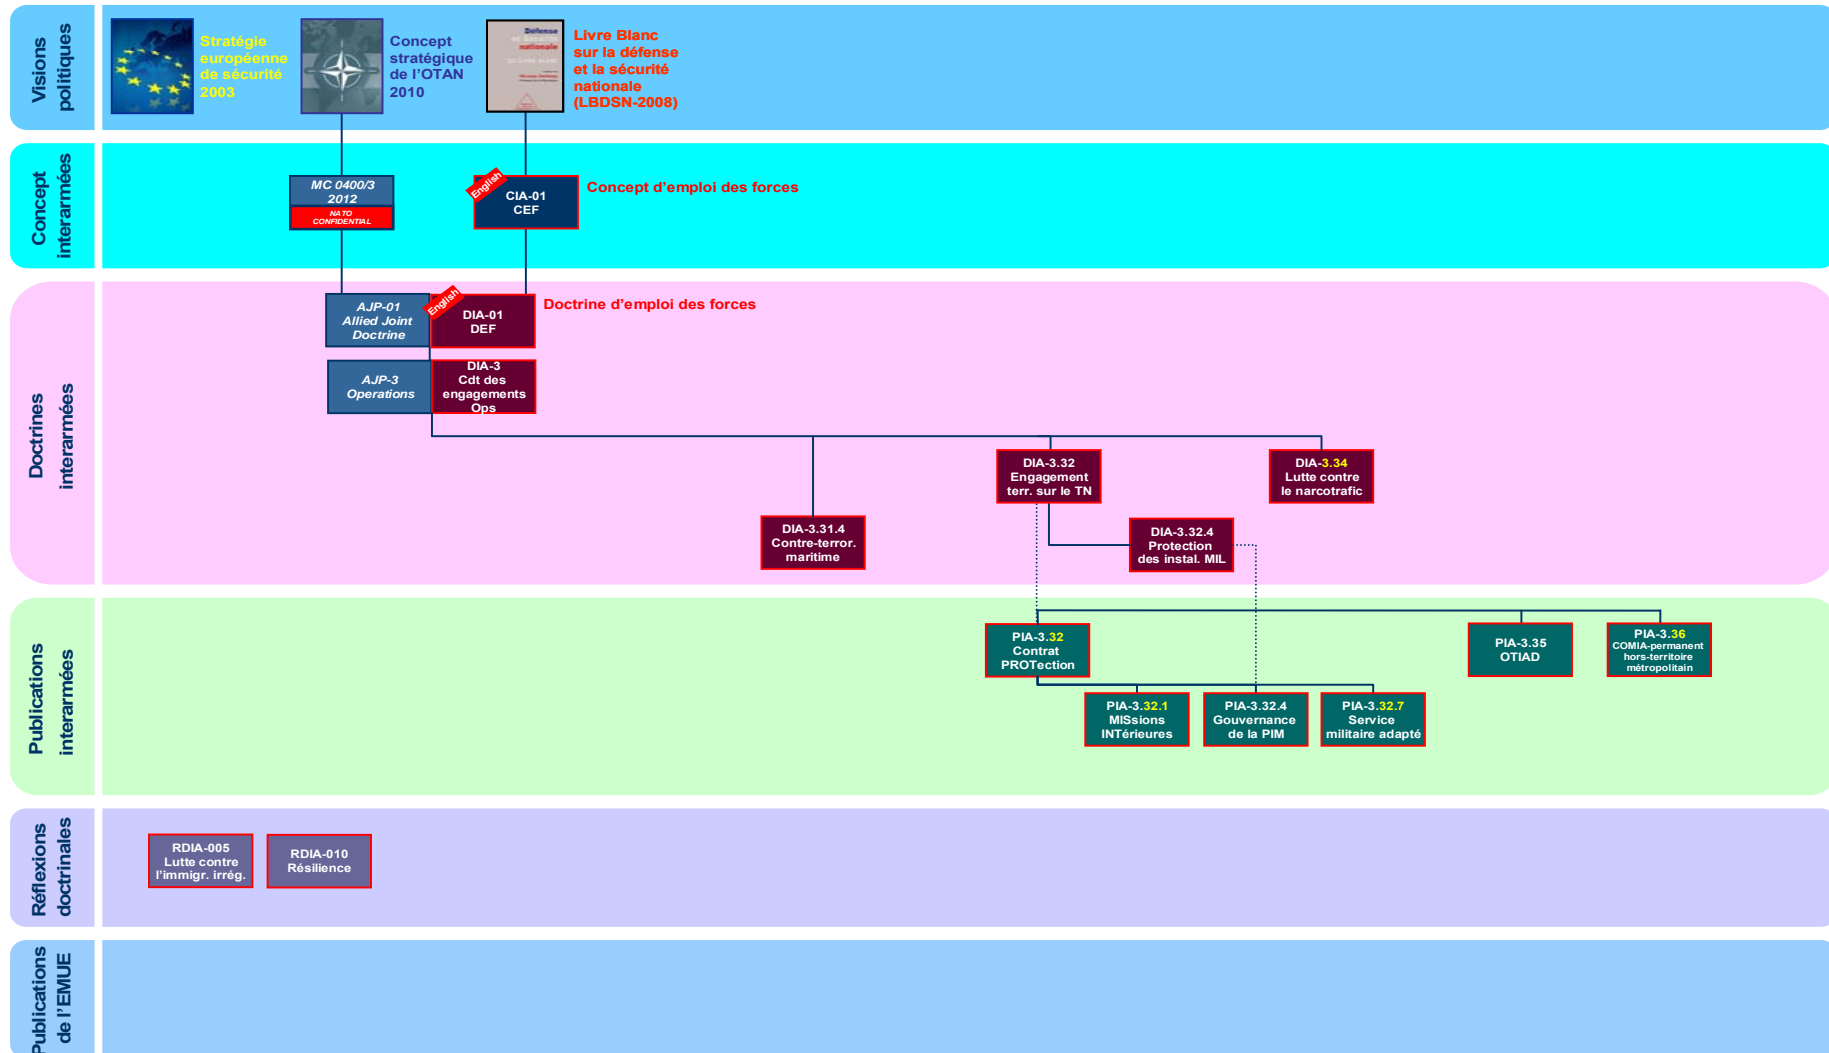 Visions
politiques
Stratégie
européenne
de sécurité
2003
Concept
stratégique
de l'OTAN
2010
Défense
et Sécurité
nationale
LE LIVRE BLANC
Livre Blanc
sur la défense
et la sécurité
nationale
(LBDSN-2008)
Concept
interarmées
MC 0400/3
2012
NATO
CONFIDENTIAL
English
CIA-01
CEF
Concept d'emploi des forces
Doctrines
interarmées
AJP-01
Allied Joint
Doctrine
English
DIA-01
DEF
Doctrine d'emploi des forces
AJP-3
Operations
DIA-3
Cdt des
engagements
Ops
DIA-3.32
Engagement
terr. sur le TN
DIA-3.34
Lutte contre
le narcotrafic
DIA-3.31.4
Contre-terror.
maritime
DIA-3.32.4
Protection
des instal. MIL
Publications
interarmées
PIA-3.32
Contrat
PROTection
PIA-3.35
OTIAD
PIA-3.36
COMIA-permanent
hors-territoire
métropolitain
PIA-3.32.1
MISsions
INTérieures
PIA-3.32.4
Gouvernance
de la PIM
PIA-3.32.7
Service
militaire adapté
Réflexions
doctrinales
RDIA-005
Lutte contre
l'immigr. irrég.
RDIA-010
Résilience
Publications
de l'EMUE